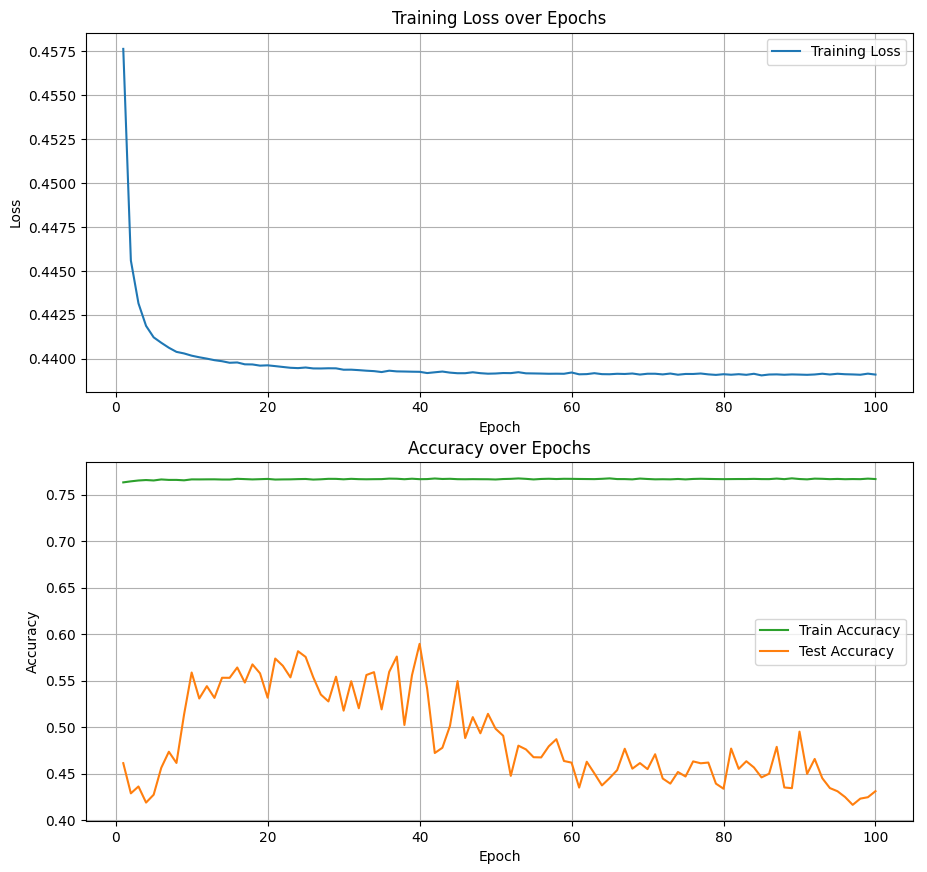 Training Loss over Epochs
0.4575
0.4550
0.4525
0.4500
0.4475
0.4450
0.4425
0.4400
Loss
Training Loss
0 20 40 60 80 100
Epoch
Accuracy over Epochs
0.75
0.70
0.65
0.60
0.55
0.50
0.45
0.40
Accuracy
Train Accuracy
Test Accuracy
0 20 40 60 80 100
Epoch